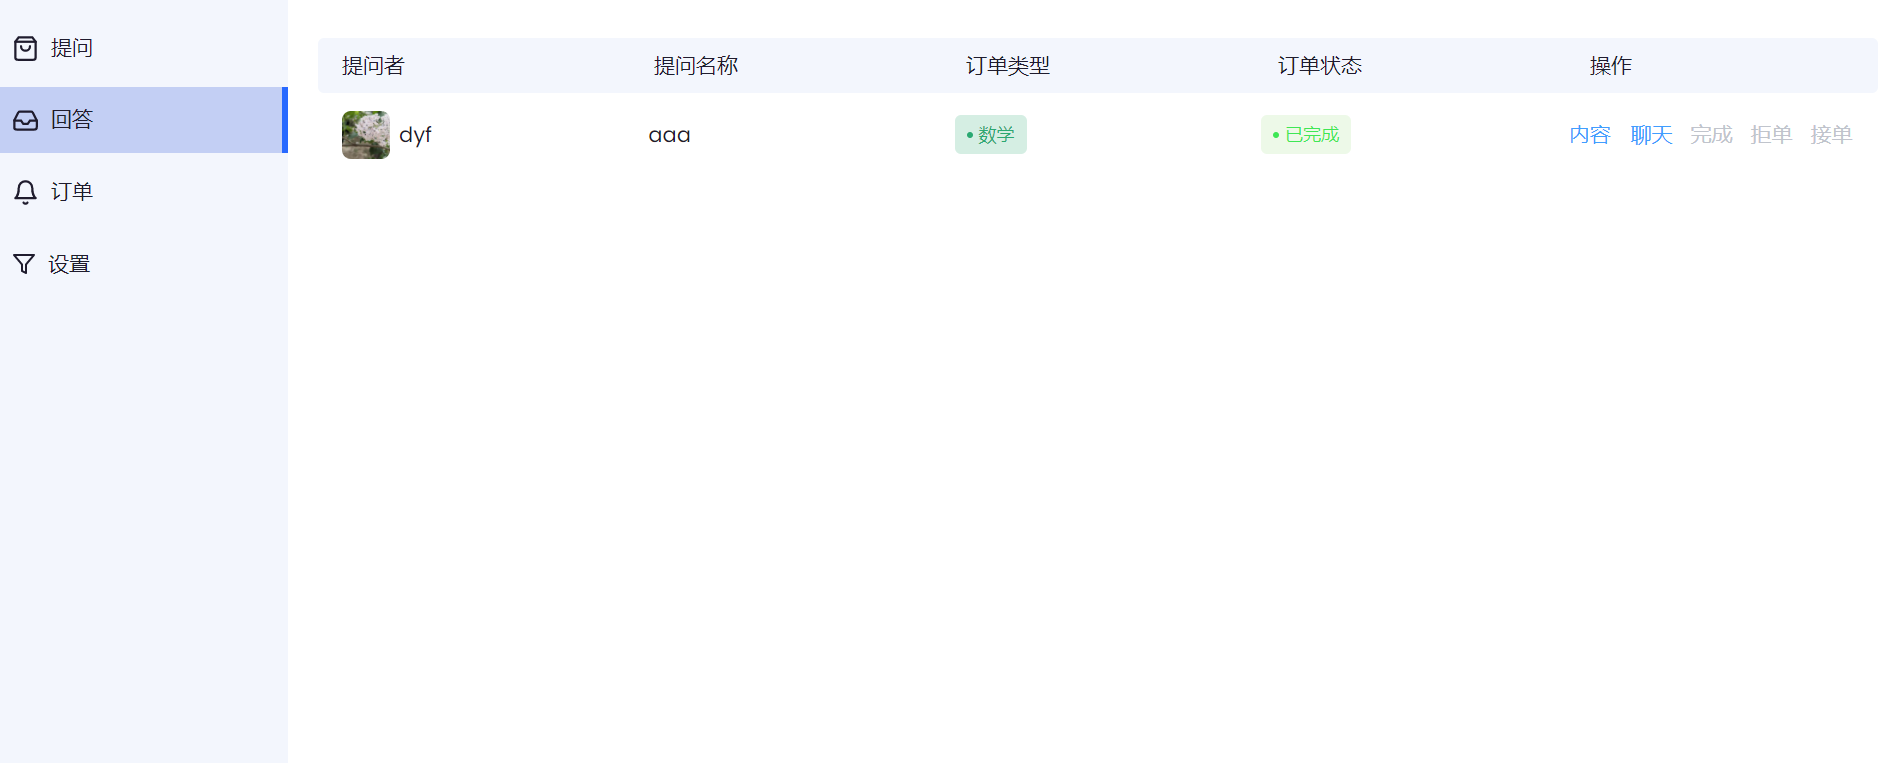 提问
回答
订单
设置
提问者 提问名称 订单类型 订单状态 操作
dyf aaa 数学 已完成 内容 聊天 完成 拒单 接单